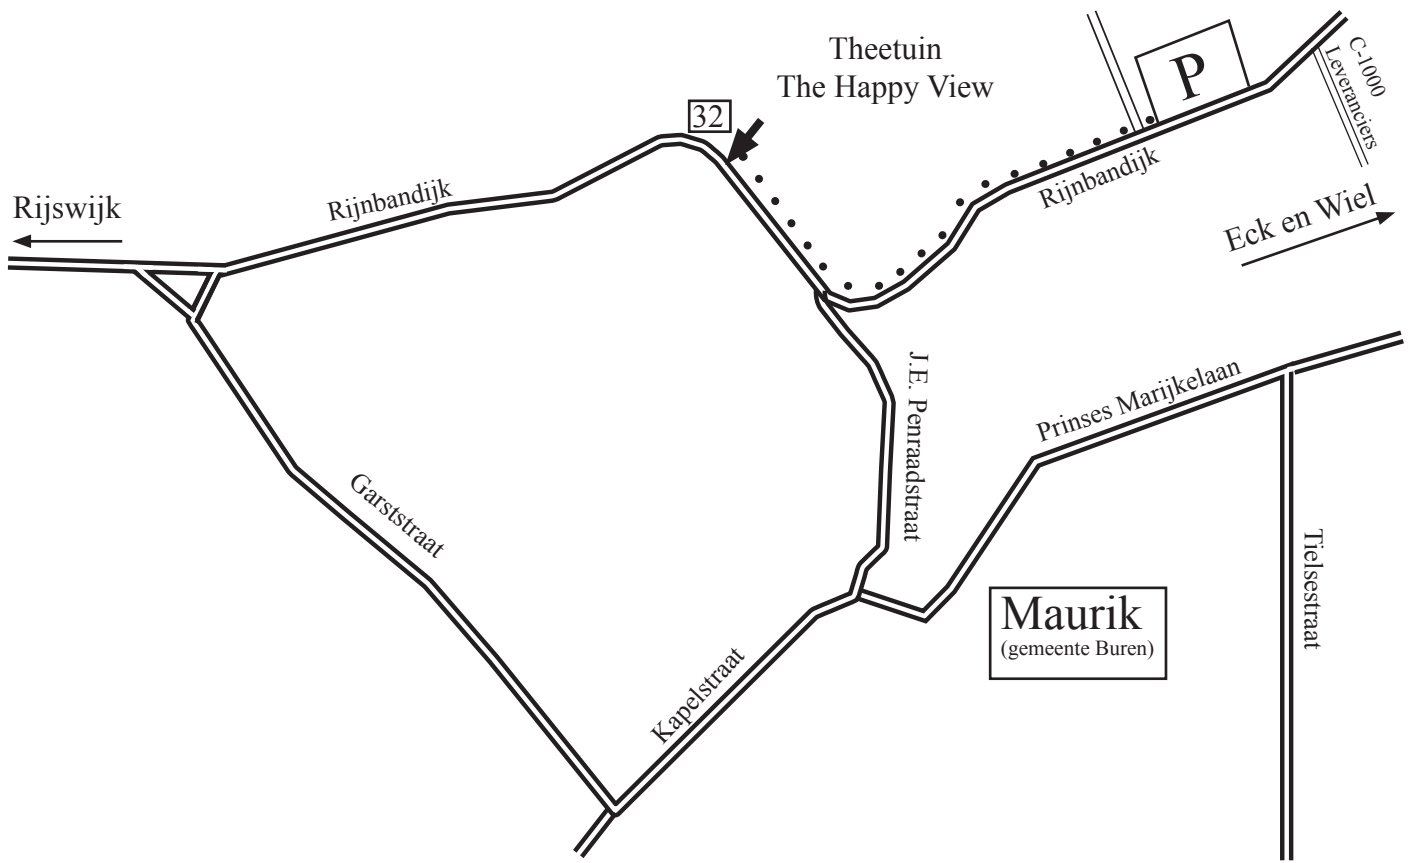 Theetuin
The Happy View
P
C-1000
Leveranciers
32
Rijnbandijk
Rijnbandijk
Rijswijk
Eck en Wiel
J.E. Penraadstraat
Prinses Marijkelaan
Garststraat
Tielsestraat
Maurik
(gemeente Buren)
Kapelstraat